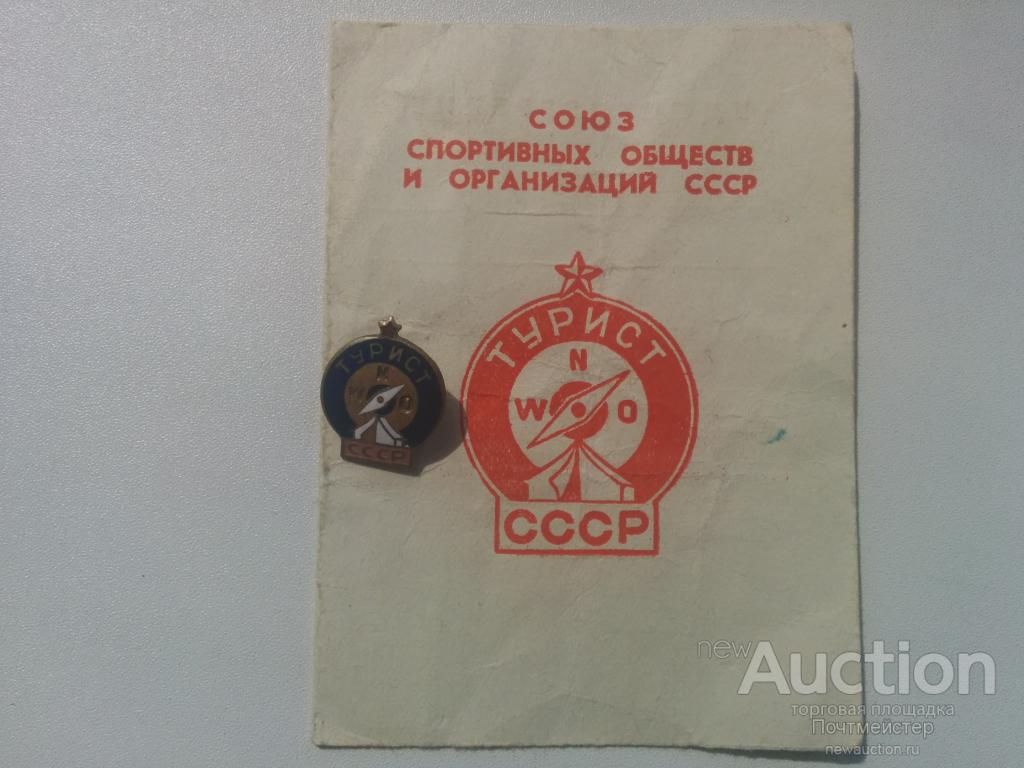 СОЮЗ
СПОРТИВНЫХ ОБЩЕСТВ
И ОРГАНИЗАЦИЙ СССР
ТУРИСТ
N
W O
СССР
ТУРИСТ
N
W O
СССР
newAuction
торговая площадка
Почтмейстер
newauction.ru